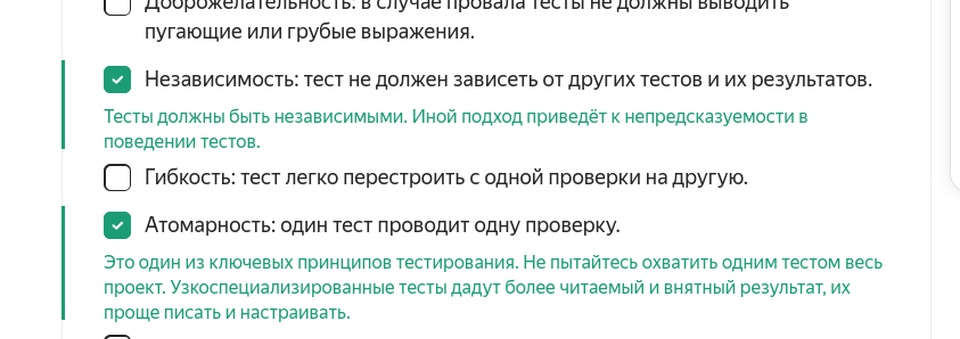 Доброжелательность: в случае провала тесты не должны выводить
пугающие или грубые выражения.
Независимость: тест не должен зависеть от других тестов и их результатов.
Тесты должны быть независимыми. Иной подход приведёт к непредсказуемости в
поведении тестов.
Гибкость: тест легко перестроить с одной проверки на другую.
Атомарность: один тест проводит одну проверку.
Это один из ключевых принципов тестирования. Не пытайтесь охватить одним тестом весь
проект. Узкоспециализированные тесты дадут более читаемый и внятный результат, их
проще писать и настраивать.